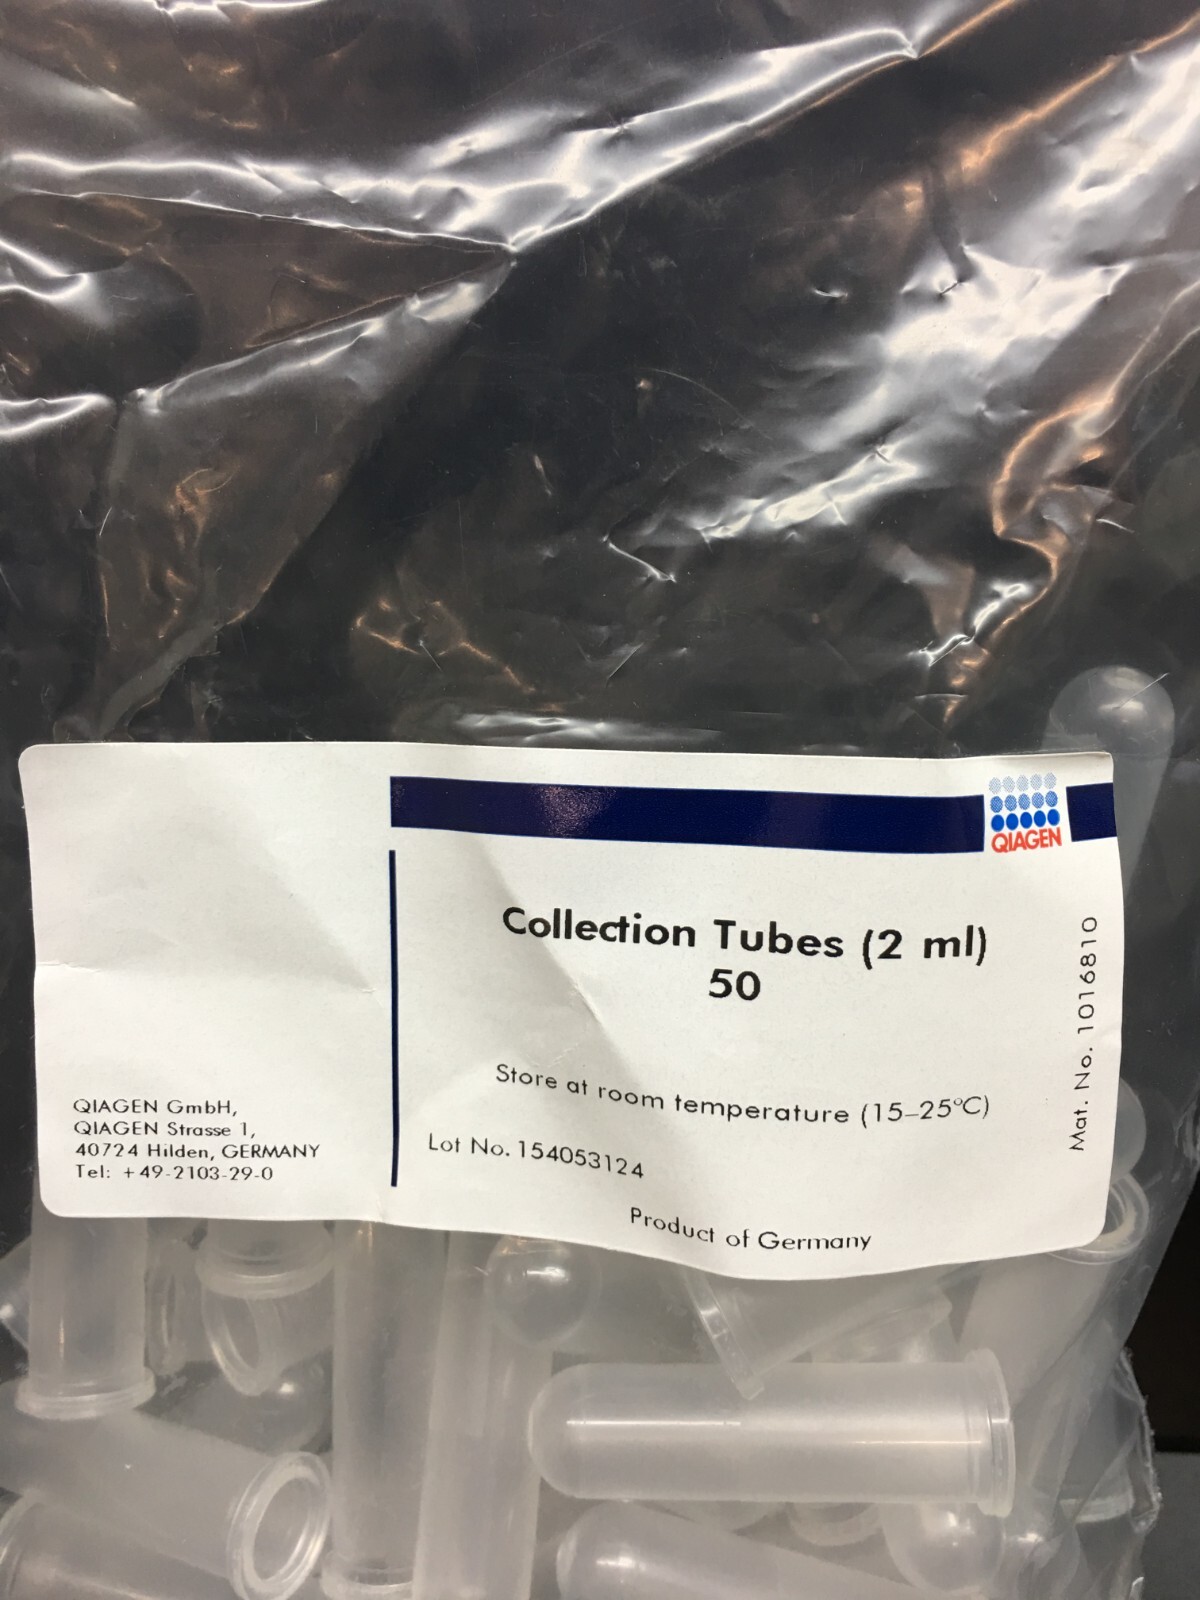 QIAGEN
Collection Tubes (2 ml)
50
Store at room temperature (15–25°C)
Lot No. 154053124
Product of Germany
Mat. No. 1016810
QIAGEN GmbH,
QIAGEN Strasse 1,
40724 Hilden, GERMANY
Tel: +49-2103-29-0